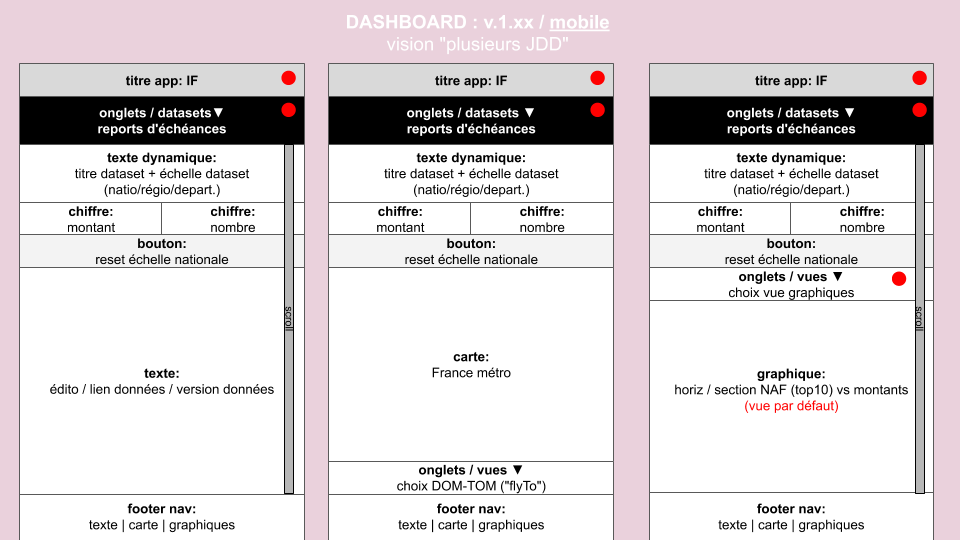 DASHBOARD : v.1.xx / mobile
vision "plusieurs JDD"
titre app: IF
onglets / datasets▼
reports d'échéances
texte dynamique:
titre dataset + échelle dataset
(natio/régio/depart.)
chiffre:
montant
chiffre:
nombre
bouton:
reset échelle nationale
scroll
texte:
édito / lien données / version données
footer nav:
texte | carte | graphiques
titre app: IF
onglets / datasets ▼
reports d'échéances
texte dynamique:
titre dataset + échelle dataset
(natio/régio/depart.)
chiffre:
montant
chiffre:
nombre
bouton:
reset échelle nationale
carte:
France métro
onglets / vues ▼
choix DOM-TOM ("flyTo")
footer nav:
texte | carte | graphiques
titre app: IF
onglets / datasets ▼
reports d'échéances
texte dynamique:
titre dataset + échelle dataset
(natio/régio/depart.)
chiffre:
montant
chiffre:
nombre
bouton:
reset échelle nationale
onglets / vues ▼
choix vue graphiques
scroll
graphique:
horiz / section NAF (top10) vs montants
(vue par défaut)
footer nav:
texte | carte | graphiques